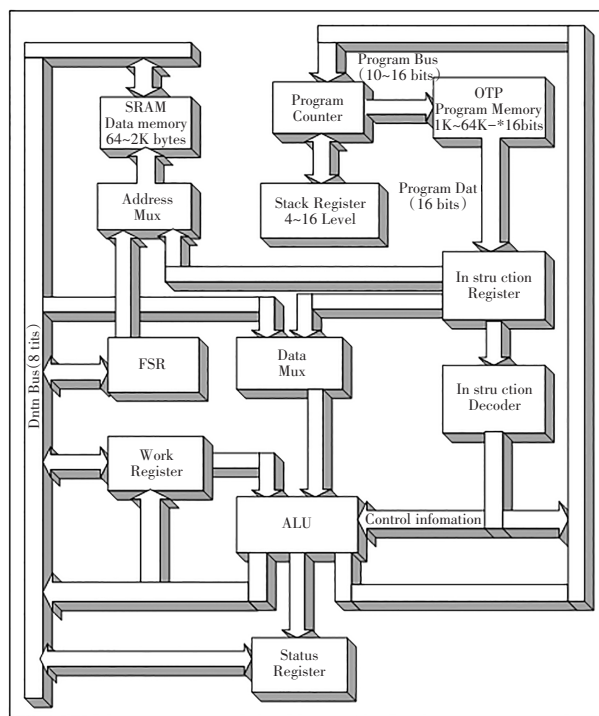 Program Bus
(10~16 bits)
SRAM
Data memory
64~2K bytes
Program
Counter
OTP
Program Memory
1K~64K-*16bits
Address
Mux
Stack Register
4~16 Level
Program Dat
(16 bits)
In stru ction
Register
Dntn Bus(8 tits)
FSR
Data
Mux
In stru ction
Decoder
Work
Register
ALU
Control infomation
Status
Register